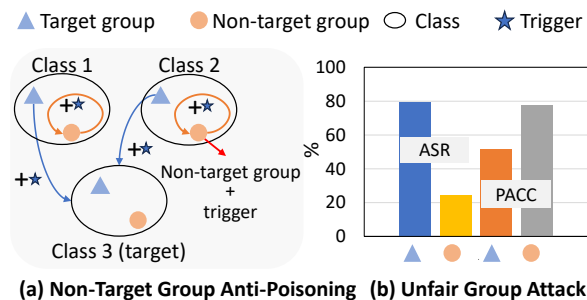 Target group Non-target group Class Trigger
Class 1 Class 2
+
+
+
+
Non-target group
+
trigger
Class 3 (target)
100
80
60
40
20
0
%
ASR
PACC
(a) Non-Target Group Anti-Poisoning (b) Unfair Group Attack